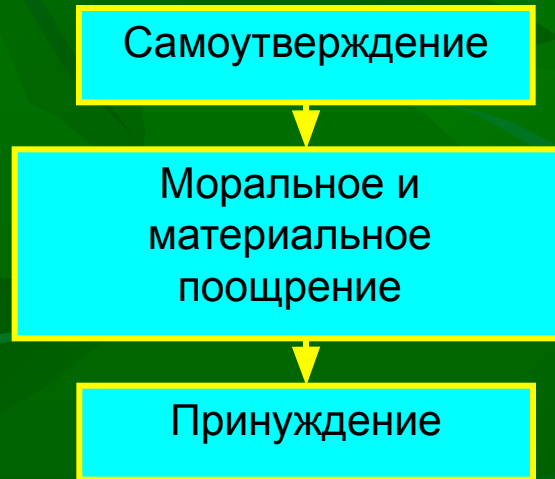 Самоутверждение
Моральное и
материальное
поощрение
Принуждение